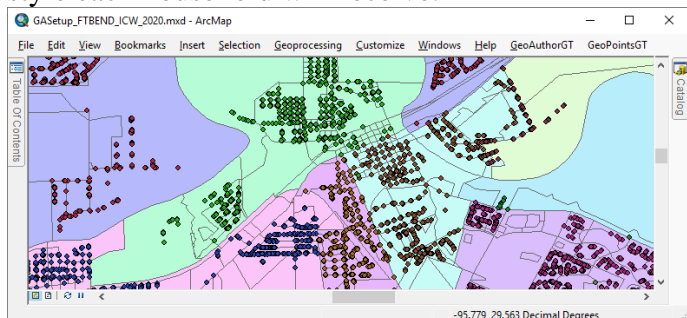 GASetup_FTBEND_ICW_2020.mxd - ArcMap
File Edit View Bookmarks Insert Selection Geoprocessing Customize Windows Help GeoAuthorGT GeoPointsGT
Table Of Contents
Catalog
-95.779 29.563 Decimal Degrees